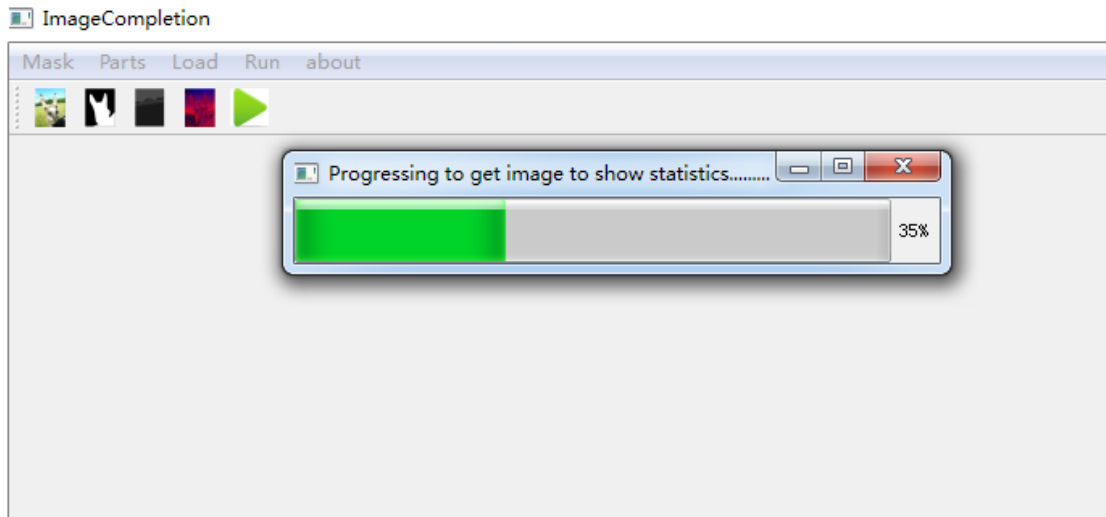 ImageCompletion
Mask Parts Load Run about
Progressing to get image to show statistics.........
35%